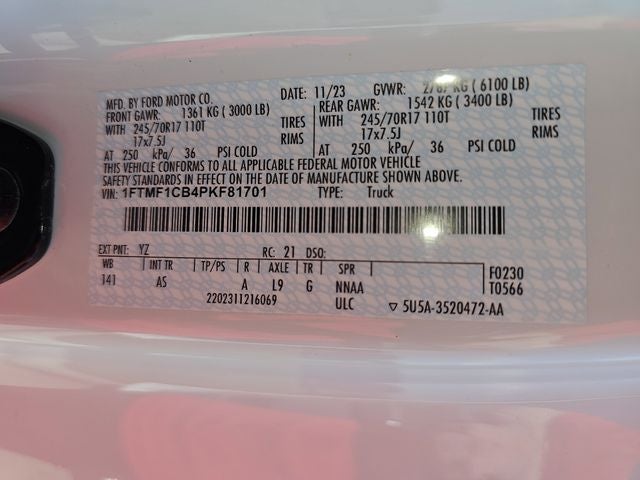 MFD. BY FORD MOTOR CO. DATE: 11/23 GVWR: 2767 KG ( 6100 LB)
FRONT GAWR: 1361 KG ( 3000 LB) REAR GAWR: 1542 KG ( 3400 LB)
WITH 245/70R17 110T TIRES WITH 245/70R17 110T TIRES
17x7.5J RIMS 17x7.5J RIMS
AT 250 kPa/ 36 PSI COLD AT 250 kPa/ 36 PSI COLD
THIS VEHICLE CONFORMS TO ALL APPLICABLE FEDERAL MOTOR VEHICLE
SAFETY STANDARDS IN EFFECT ON THE DATE OF MANUFACTURE SHOWN ABOVE.
VIN: 1FTMF1CB4PKF81701 TYPE: Truck
EXT PNT: YZ RC: 21 DSO:
WB INT TR TP/PS R AXLE TR SPR F0230
141 AS A L9 G NNAA T0566
2202311216069 ULC ▽ 5U5A-3520472-AA